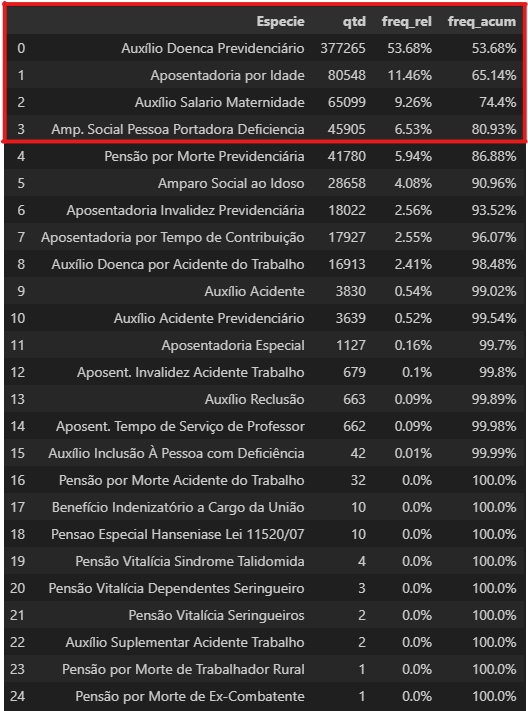 Especie qtd freq_rel freq_acum
0 Auxílio Doenca Previdenciário 377265 53.68% 53.68%
1 Aposentadoria por Idade 80548 11.46% 65.14%
2 Auxílio Salario Maternidade 65099 9.26% 74.4%
3 Amp. Social Pessoa Portadora Deficiencia 45905 6.53% 80.93%
4 Pensão por Morte Previdenciária 41780 5.94% 86.88%
5 Amparo Social ao Idoso 28658 4.08% 90.96%
6 Aposentadoria Invalidez Previdenciária 18022 2.56% 93.52%
7 Aposentadoria por Tempo de Contribuição 17927 2.55% 96.07%
8 Auxílio Doenca por Acidente do Trabalho 16913 2.41% 98.48%
9 Auxílio Acidente 3830 0.54% 99.02%
10 Auxílio Acidente Previdenciário 3639 0.52% 99.54%
11 Aposentadoria Especial 1127 0.16% 99.7%
12 Aposent. Invalidez Acidente Trabalho 679 0.1% 99.8%
13 Auxílio Reclusão 663 0.09% 99.89%
14 Aposent. Tempo de Serviço de Professor 662 0.09% 99.98%
15 Auxílio Inclusão À Pessoa com Deficiência 42 0.01% 99.99%
16 Pensão por Morte Acidente do Trabalho 32 0.0% 100.0%
17 Benefício Indenizatório a Cargo da União 10 0.0% 100.0%
18 Pensao Especial Hanseniase Lei 11520/07 10 0.0% 100.0%
19 Pensão Vitalícia Sindrome Talidomida 4 0.0% 100.0%
20 Pensão Vitalícia Dependentes Seringueiro 3 0.0% 100.0%
21 Pensão Vitalícia Seringueiros 2 0.0% 100.0%
22 Auxílio Suplementar Acidente Trabalho 2 0.0% 100.0%
23 Pensão por Morte de Trabalhador Rural 1 0.0% 100.0%
24 Pensão por Morte de Ex-Combatente 1 0.0% 100.0%